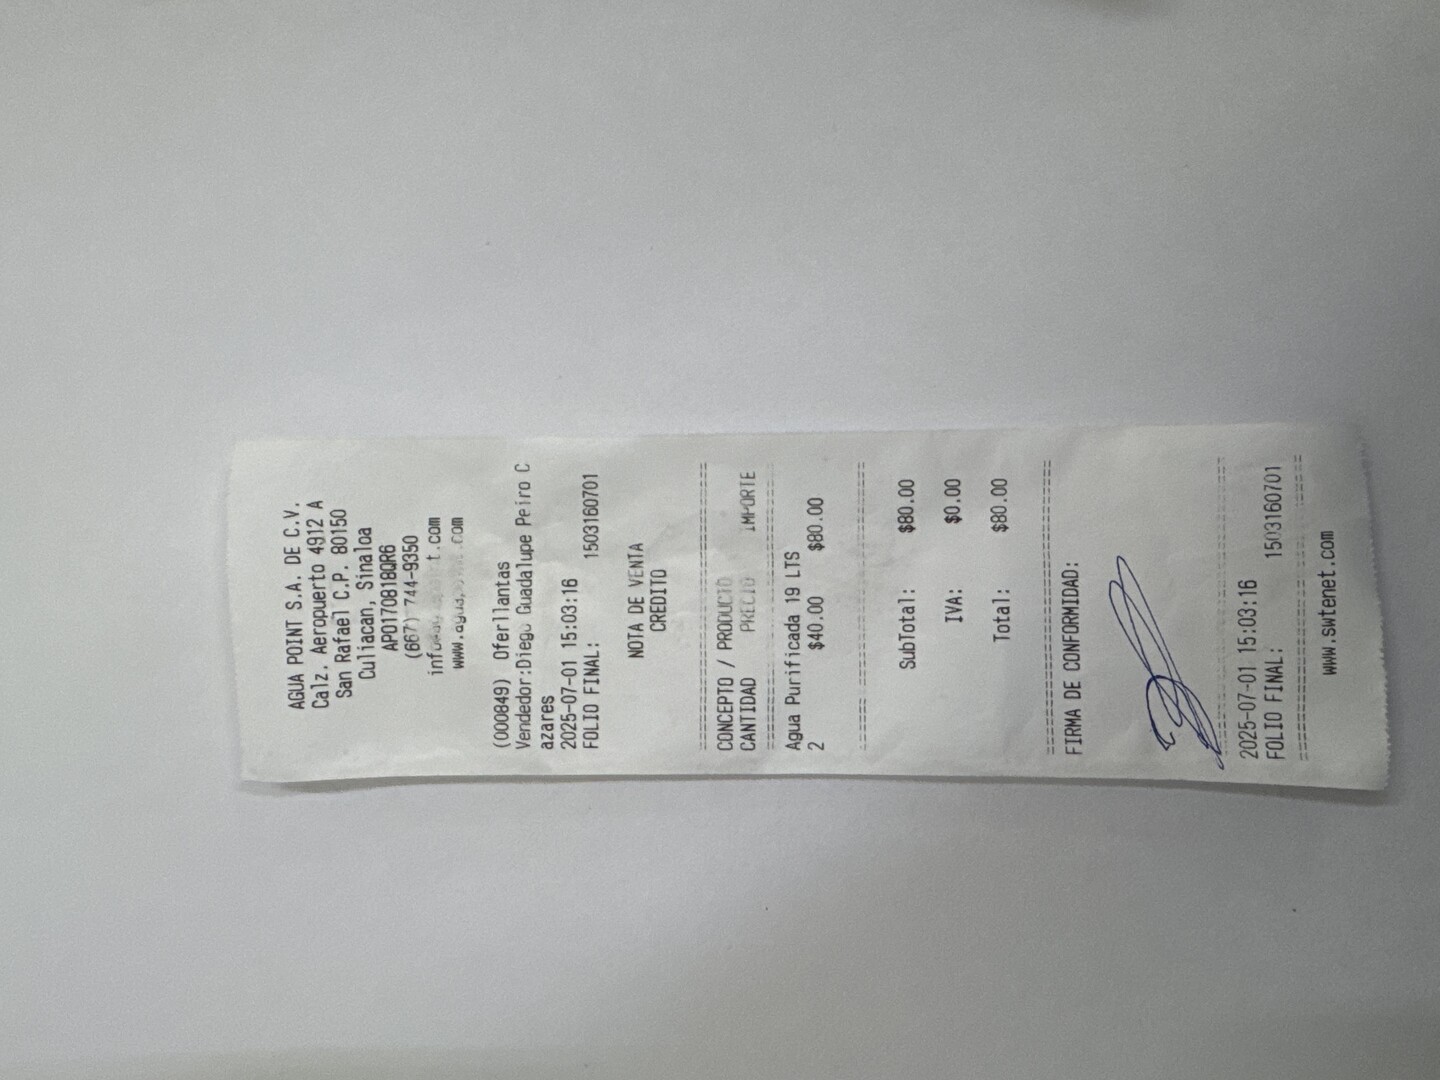 AGUA POINT S.A. DE C.V.
Calz. Aeropuerto 4912 A
San Rafael C.P. 80150
Culiacan, Sinaloa
APO170818QR6
(667) 744-9350
(000849) Oferllantas
Vendedor:Diego Guadalupe Peiro C
azares
2025-07-01 15:03:16
FOLIO FINAL: 1503160701
NOTA DE VENTA
CREDITO
================================
CONCEPTO / PRODUCTO
CANTIDAD PRECIO IMPORTE
================================
Agua Purificada 19 LTS
2 $40.00 $80.00
================================
SubTotal: $80.00
IVA: $0.00
Total: $80.00
================================
FIRMA DE CONFORMIDAD:
================================
2025-07-01 15:03:16
FOLIO FINAL: 1503160701
================================
www.swtenet.com